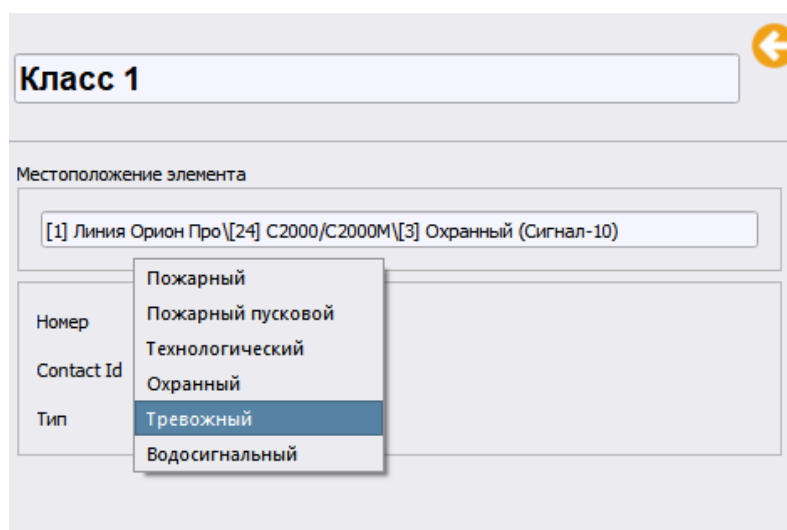 Класс 1
Местоположение элемента
[1] Линия Орион Про\[24] С2000/С2000М\[3] Охранный (Сигнал-10)
Пожарный
Номер
Пожарный пусковой
Технологический
Contact Id
Охранный
Тип
Тревожный
Водосигнальный